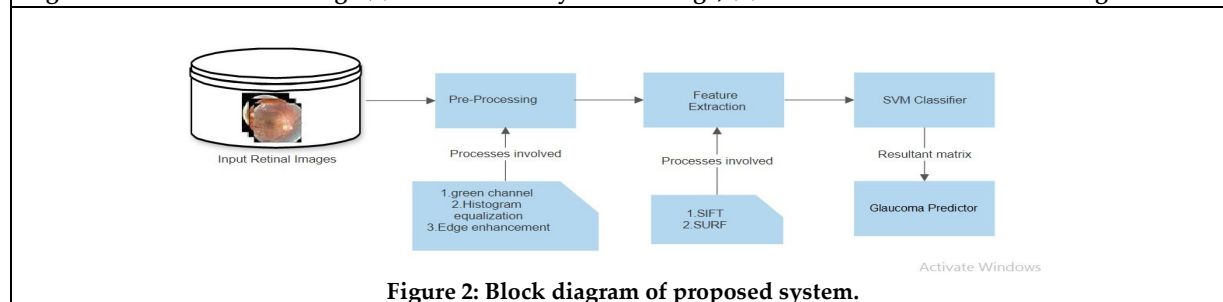 Pre-Processing
Feature
Extraction
SVM Classifier
Input Retinal Images
Processes involved
Processes involved
Resultant matrix
1.green channel
2.Histogram
equalization
3.Edge enhancement
1.SIFT
2.SURF
Glaucoma Predictor
Activate Windows
Figure 2: Block diagram of proposed system.